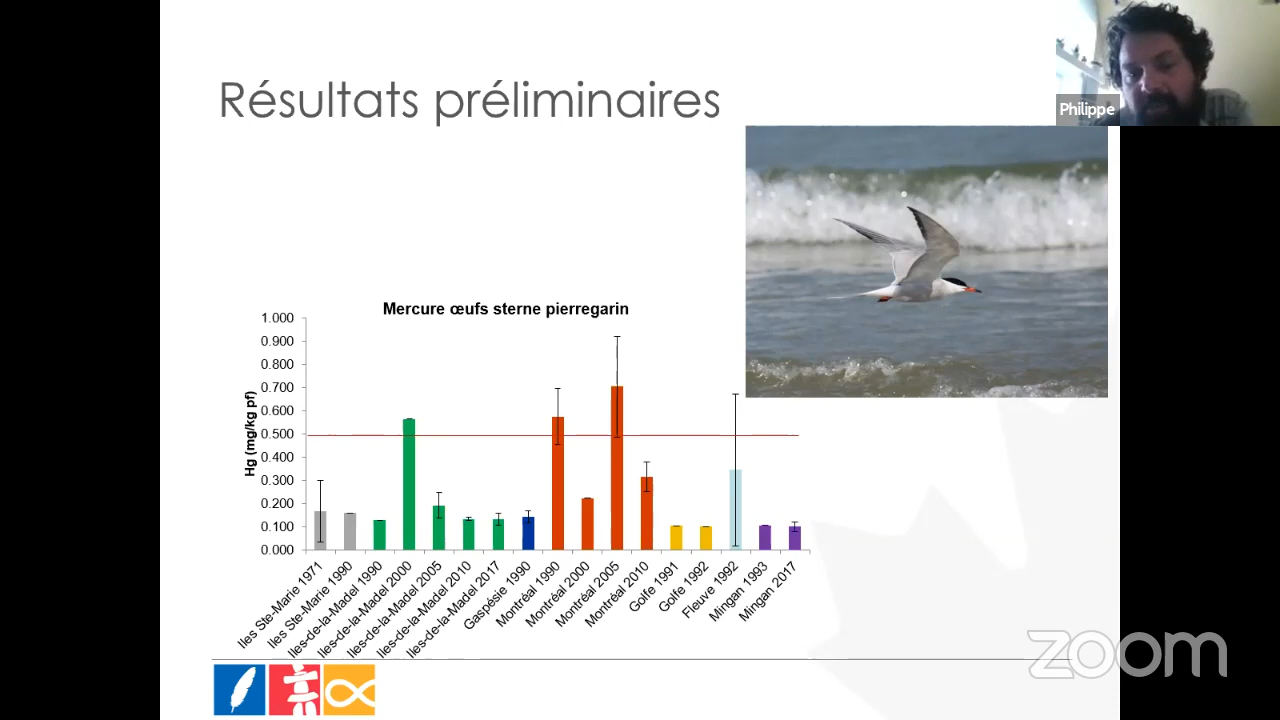 Résultats préliminaires
Philippe
Mercure œufs sterne pierregarin
Hg (mg/kg pf)
1.000
0.900
0.800
0.700
0.600
0.500
0.400
0.300
0.200
0.100
0.000
Iles Ste-Marie 1971
Iles Ste-Marie 1990
Iles-de-la-Madel 1990
Iles-de-la-Madel 2000
Iles-de-la-Madel 2005
Iles-de-la-Madel 2010
Iles-de-la-Madel 2017
Gaspésie 1990
Montréal 1990
Montréal 2000
Montréal 2005
Montréal 2010
Golfe 1991
Golfe 1992
Fleuve 1992
Mingan 1993
Mingan 2017
zoom